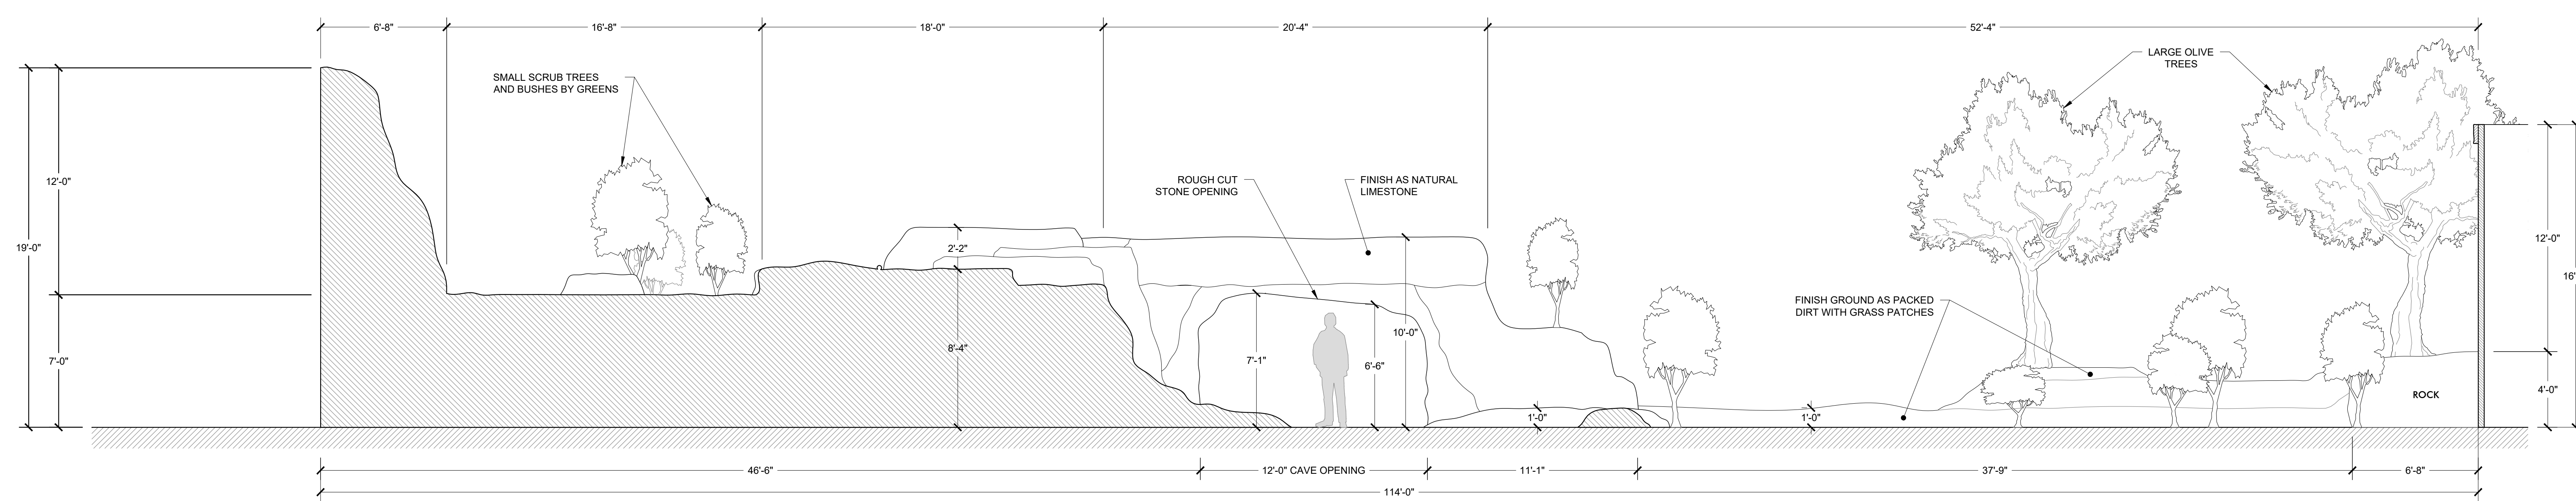 6'-8"
16'-8"
18'-0"
20'-4"
52'-4"
LARGE OLIVE
TREES
SMALL SCRUB TREES
AND BUSHES BY GREENS
ROUGH CUT
STONE OPENING
FINISH AS NATURAL
LIMESTONE
12'-0"
19'-0"
7'-0"
2'-2"
8'-4"
7'-1"
6'-6"
10'-0"
1'-0"
1'-0"
FINISH GROUND AS PACKED
DIRT WITH GRASS PATCHES
ROCK
12'-0"
16'
4'-0"
46'-6"
12'-0" CAVE OPENING
11'-1"
37'-9"
6'-8"
114'-0"